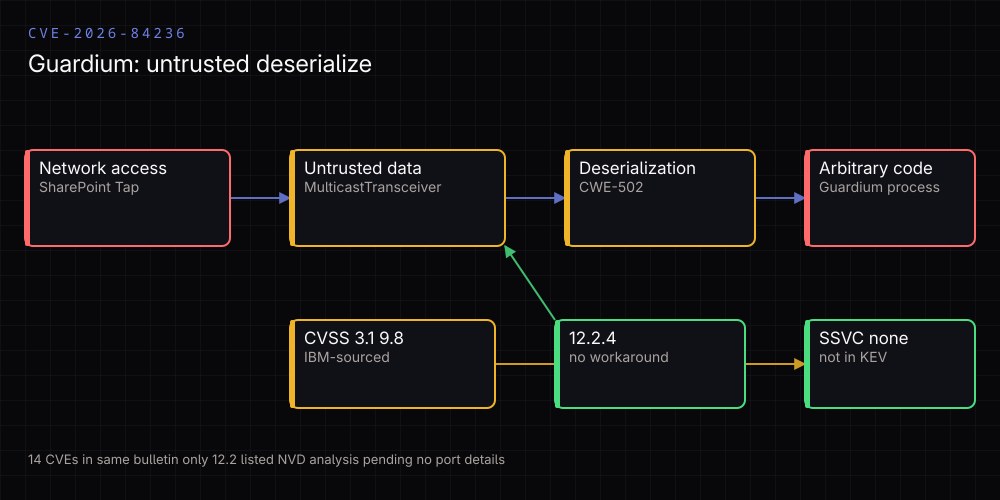 CVE-2026-84236
Guardium: untrusted deserialize
Network access
SharePoint Tap
Untrusted data
MulticastTransceiver
Deserialization
CWE-502
Arbitrary code
Guardium process
CVSS 3.1 9.8
IBM-sourced
12.2.4
no workaround
SSVC none
not in KEV
14 CVEs in same bulletin only 12.2 listed NVD analysis pending no port details